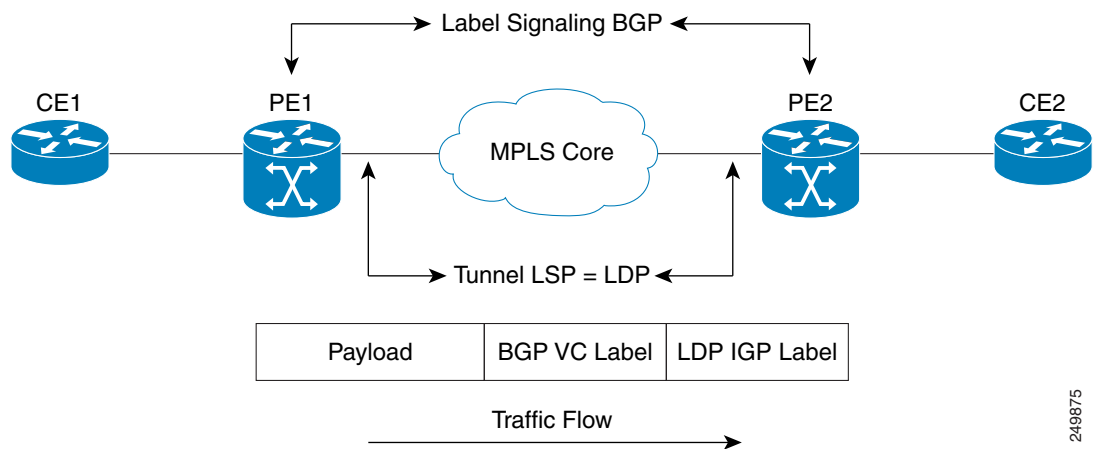 Label Signaling BGP
CE1
PE1
PE2
CE2
MPLS Core
Tunnel LSP = LDP
Payload
BGP VC Label
LDP IGP Label
Traffic Flow
249875